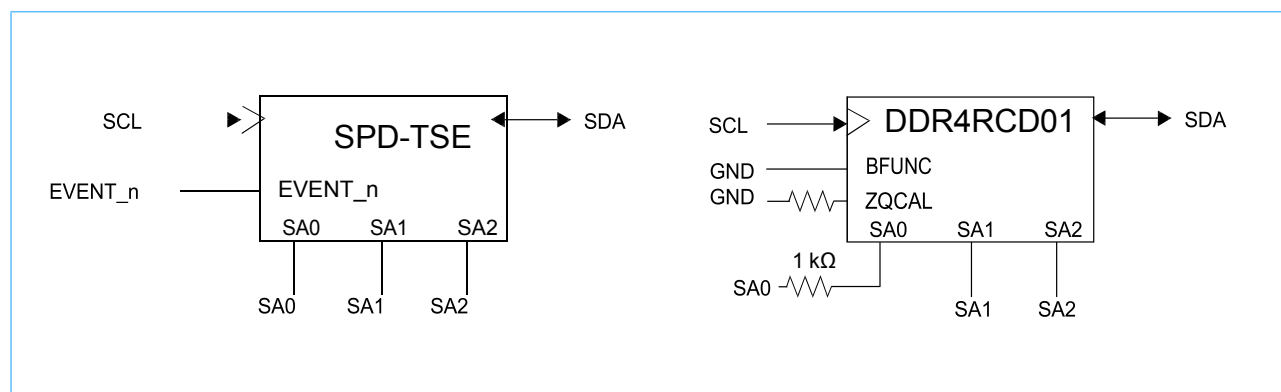 SCL
SPD-TSE
SDA
EVENT_n
EVENT_n
SA0 SA1 SA2
SA0 SA1 SA2
SCL
DDR4RCD01
SDA
GND
BFUNC
GND
ZQCAL
SA0 SA1 SA2
1 kΩ
SA0
SA1 SA2